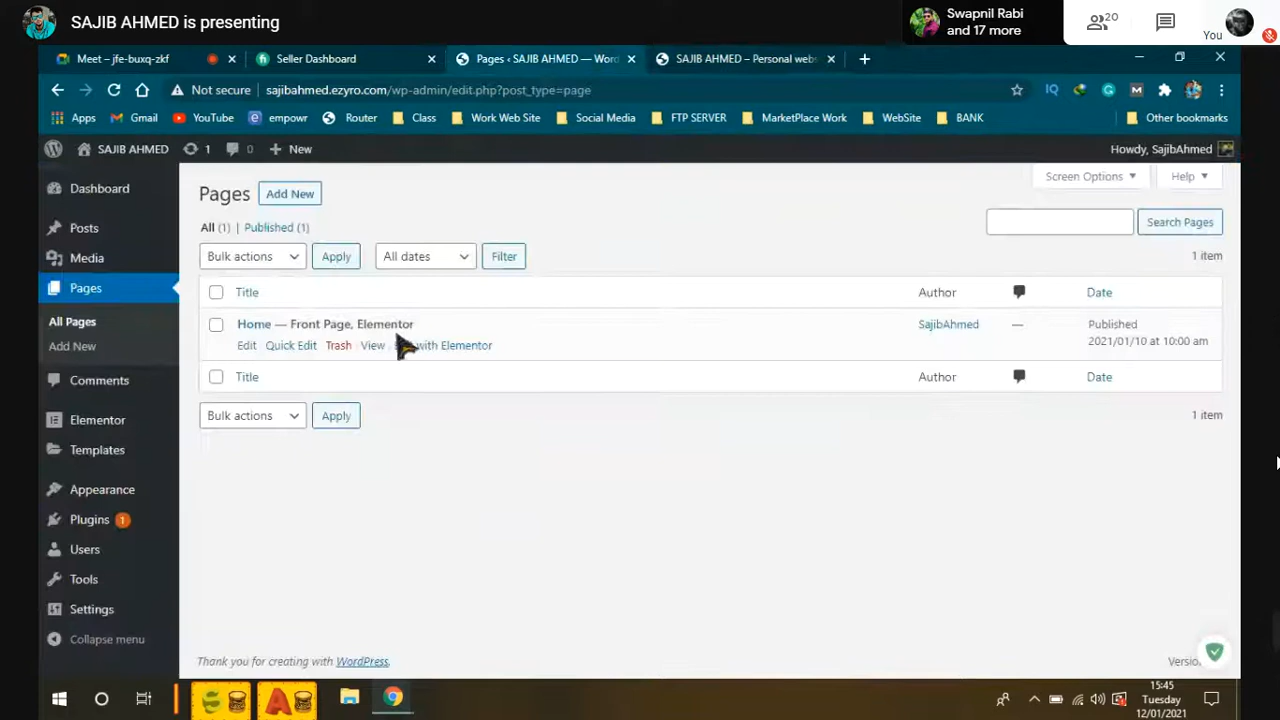 SAJIB AHMED is presenting
Swapnil Rabi
and 17 more
20
You
Meet – jfe-buxq-zkf
Seller Dashboard
Pages ‹ SAJIB AHMED — Wor
SAJIB AHMED – Personal webs
Not secure
sajibahmed.ezyro.com/wp-admin/edit.php?post_type=page
Apps
Gmail
YouTube
empowr
Router
Class
Work Web Site
Social Media
FTP SERVER
MarketPlace Work
WebSite
BANK
Other bookmarks
SAJIB AHMED
1
0
New
Howdy, SajibAhmed
Dashboard
Posts
Media
Pages
All Pages
Add New
Comments
Elementor
Templates
Appearance
Plugins 1
Users
Tools
Settings
Collapse menu
Pages
Add New
Screen Options
Help
All (1) | Published (1)
Search Pages
Bulk actions
Apply
All dates
Filter
1 item
Title
Author
Date
Home — Front Page, Elementor
SajibAhmed
—
Published
2021/01/10 at 10:00 am
Edit
Quick Edit
Trash
View
with Elementor
Title
Author
Date
Bulk actions
Apply
1 item
Thank you for creating with WordPress.
15:45
Tuesday
12/01/2021